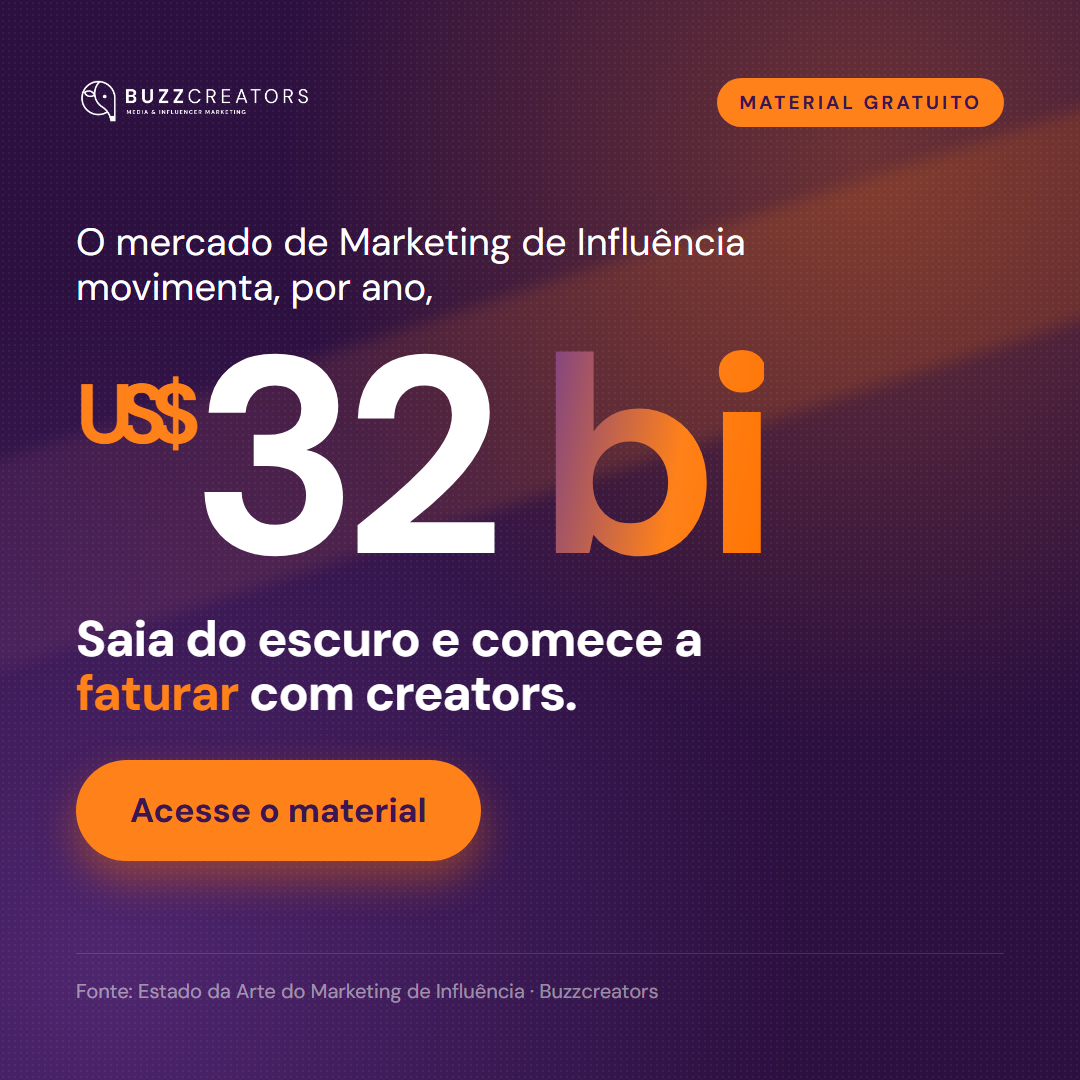 BUZZCREATORS
MEDIA & INFLUENCER MARKETING
MATERIAL GRATUITO
O mercado de Marketing de Influência
movimenta, por ano,
US$ 32 bi
Saia do escuro e comece a
faturar com creators.
Acesse o material
Fonte: Estado da Arte do Marketing de Influência · Buzzcreators